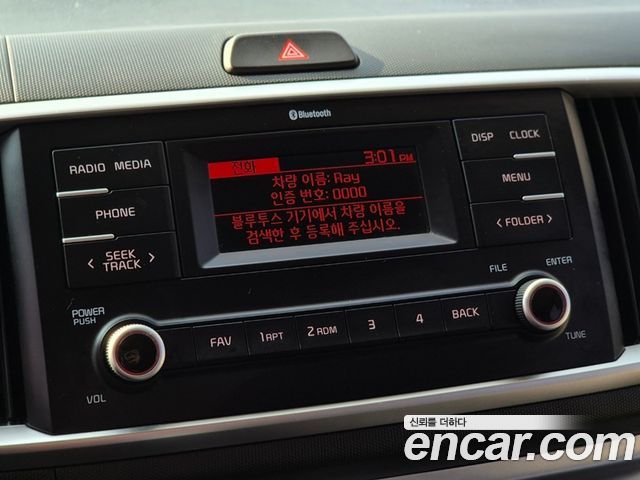 Bluetooth
RADIO MEDIA
전화 3:01 PM
차량 이름: Ray
인증 번호: 0000
블루투스 기기에서 차량 이름을
검색한 후 등록해 주십시오.
DISP CLOCK
PHONE
MENU
SEEK
TRACK
< FOLDER >
POWER
PUSH
VOL
FAV
1 RPT
2 RDM
3
4
BACK
FILE
ENTER
TUNE
신뢰를 더하다
encar.com